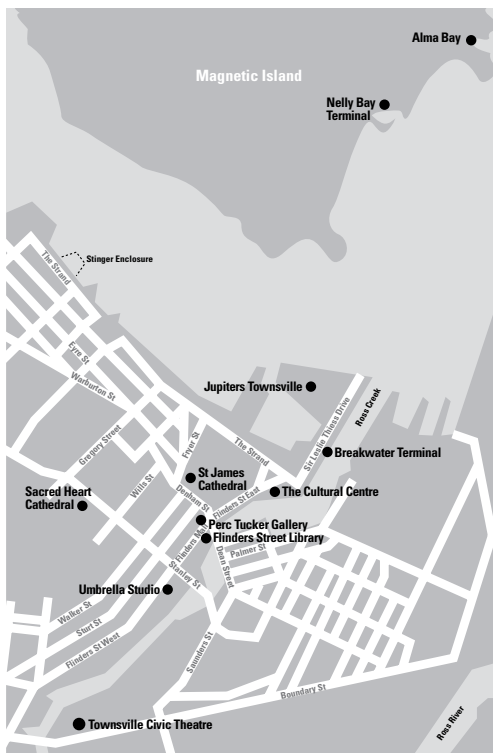 Alma Bay
Magnetic Island
Nelly Bay
Terminal
The Strand
Stinger Enclosure
Eyre St
Warburton St
Jupiters Townsville
Sir Leslie Thiess Drive
Ross Creek
Gregory Street
Fryer St
The Strand
Breakwater Terminal
Wills St
St James
Cathedral
Denham St
Flinders St East
The Cultural Centre
Sacred Heart
Cathedral
Perc Tucker Gallery
Flinders Mall
Flinders Street Library
Dean Street
Palmer St
Stanley St
Umbrella Studio
Walker St
Sturt St
Flinders St West
Saunders St
Boundary St
Townsville Civic Theatre
Ross River